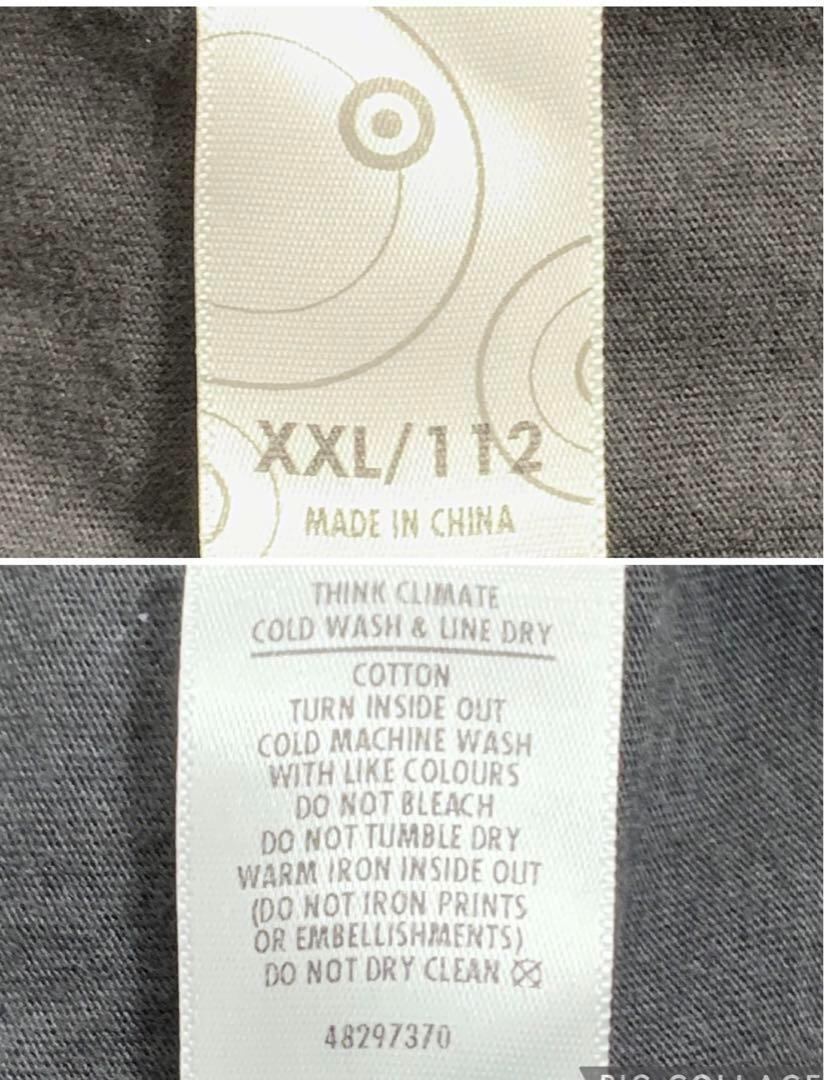 XXL/112
MADE IN CHINA
THINK CLIMATE
COLD WASH & LINE DRY
COTTON
TURN INSIDE OUT
COLD MACHINE WASH
WITH LIKE COLOURS
DO NOT BLEACH
DO NOT TUMBLE DRY
WARM IRON INSIDE OUT
(DO NOT IRON PRINTS
OR EMBELLISHMENTS)
DO NOT DRY CLEAN
48297370
PIC COLLAGE